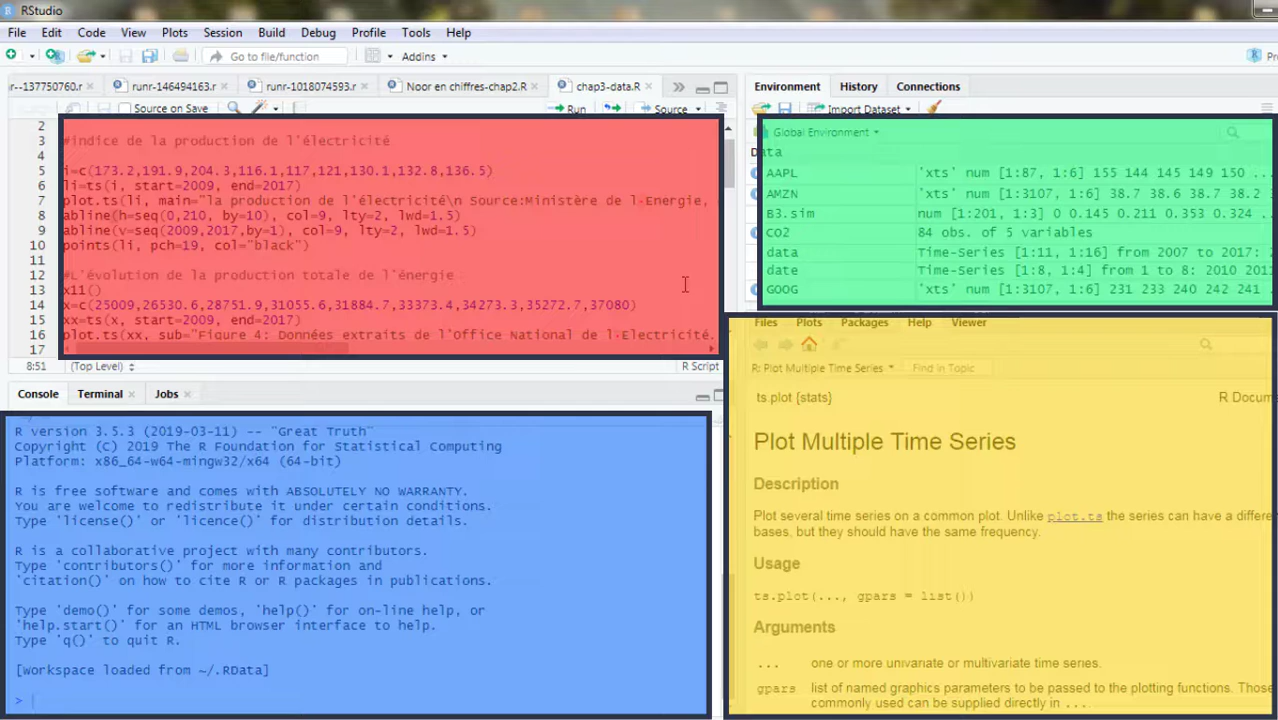 RStudio
File Edit Code View Plots Session Build Debug Profile Tools Help
Go to file/function Addins
r--137750760.r runr-146494163.r runr-1018074593.r Noor en chiffres-chap2.R chap3-data.R
Source on Save Run Source
2
3 #indice de la production de l'électricité
4
5 i=c(173.2,191.9,204.3,116.1,117,121,130.1,132.8,136.5)
6 li=ts(i, start=2009, end=2017)
7 plot.ts(li, main="la production de l'électricité\n Source:Ministère de l-Energie,
8 abline(h=seq(0,210, by=10), col=9, lty=2, lwd=1.5)
9 abline(v=seq(2009,2017,by=1), col=9, lty=2, lwd=1.5)
10 points(li, pch=19, col="black")
11
12 #L'évolution de la production totale de l'énergie
13 x11()
14 x=c(25009,26530.6,28751.9,31055.6,31884.7,33373.4,34273.3,35272.7,37080)
15 xx=ts(x, start=2009, end=2017)
16 plot.ts(xx, sub="Figure 4: Données extraits de l'Office National de l-Electricité.
17
8:51 (Top Level) R Script
Console Terminal Jobs
R version 3.5.3 (2019-03-11) -- "Great Truth"
Copyright (C) 2019 The R Foundation for Statistical Computing
Platform: x86_64-w64-mingw32/x64 (64-bit)
R is free software and comes with ABSOLUTELY NO WARRANTY.
You are welcome to redistribute it under certain conditions.
Type 'license()' or 'licence()' for distribution details.
R is a collaborative project with many contributors.
Type 'contributors()' for more information and
'citation()' on how to cite R or R packages in publications.
Type 'demo()' for some demos, 'help()' for on-line help, or
'help.start()' for an HTML browser interface to help.
Type 'q()' to quit R.
[Workspace loaded from ~/.RData]
>
Environment History Connections
Import Dataset
Global Environment
Data
AAPL 'xts' num [1:87, 1:6] 155 144 145 149 150 ...
AMZN 'xts' num [1:3107, 1:6] 38.7 38.6 38.7 38.2
B3.sim num [1:201, 1:3] 0 0.145 0.211 0.353 0.324 ...
CO2 84 obs. of 5 variables
data Time-Series [1:11, 1:16] from 2007 to 2017:
date Time-Series [1:8, 1:4] from 1 to 8: 2010 2011
GOOG 'xts' num [1:3107, 1:6] 231 233 240 242 241
Files Plots Packages Help Viewer
R: Plot Multiple Time Series Find in Topic
ts.plot {stats} R Docum
Plot Multiple Time Series
Description
Plot several time series on a common plot. Unlike plot.ts the series can have a differe
bases, but they should have the same frequency.
Usage
ts.plot(..., gpars = list())
Arguments
... one or more univariate or multivariate time series.
gpars list of named graphics parameters to be passed to the plotting functions. Those
commonly used can be supplied directly in ...